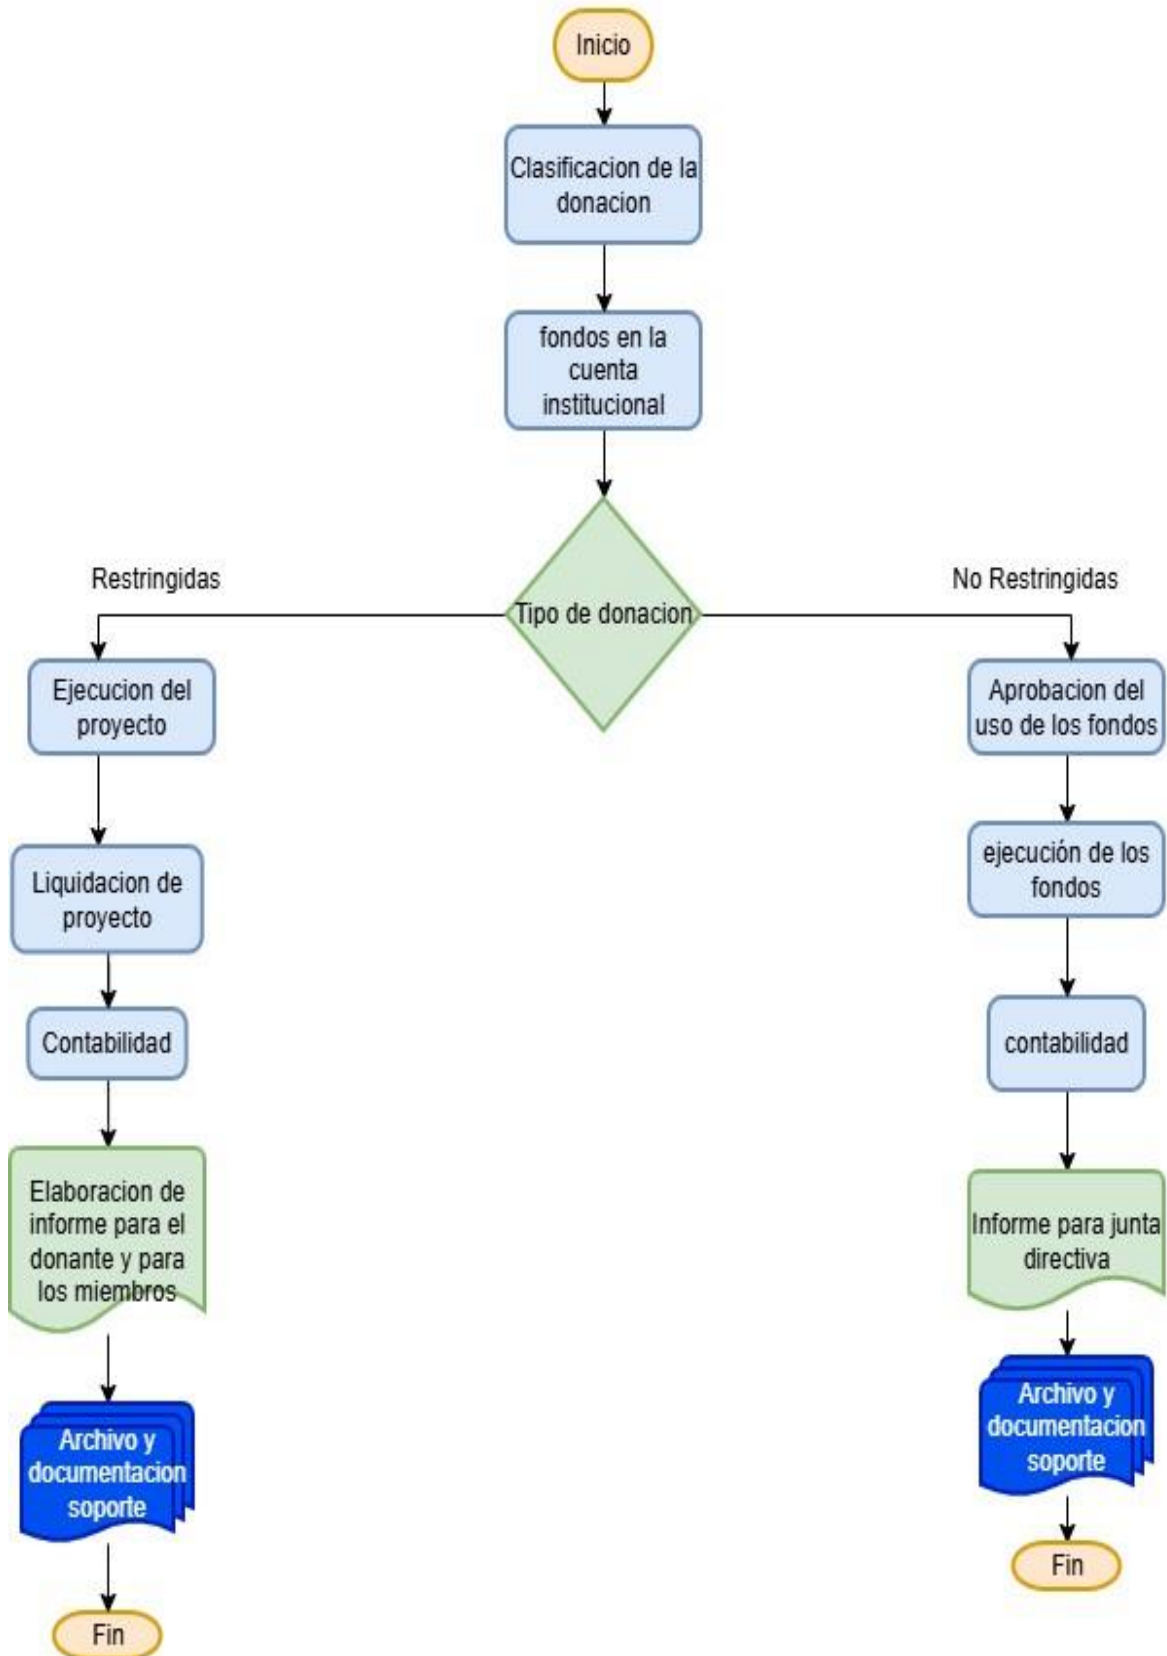 Inicio
Clasificacion de la
donacion
fondos en la
cuenta
institucional
Tipo de donacion
Restringidas
Ejecucion del
proyecto
Liquidacion de
proyecto
Contabilidad
Elaboracion de
informe para el
donante y para
los miembros
Archivo y
documentacion
soporte
Fin
No Restringidas
Aprobacion del
uso de los fondos
ejecución de los
fondos
contabilidad
Informe para junta
directiva
Archivo y
documentacion
soporte
Fin